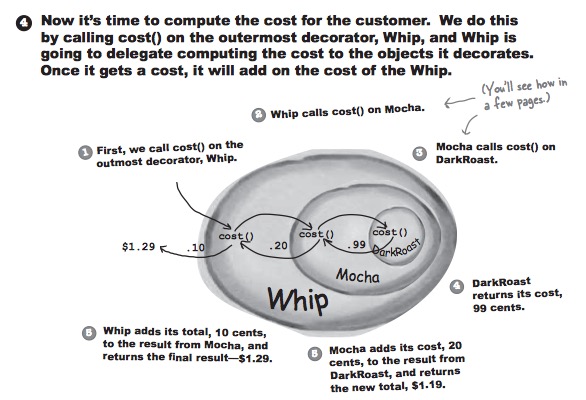 4 Now it's time to compute the cost for the customer. We do this
by calling cost() on the outermost decorator, Whip, and Whip is
going to delegate computing the cost to the objects it decorates.
Once it gets a cost, it will add on the cost of the Whip.
(You'll see how in
a few pages.)
2 Whip calls cost() on Mocha.
1 First, we call cost() on the
outmost decorator, Whip.
3 Mocha calls cost() on
DarkRoast.
$1.29 .10 cost() .20 cost() .99 cost()
DarkRoast
Mocha
Whip
4 DarkRoast
returns its cost,
99 cents.
5 Whip adds its total, 10 cents,
to the result from Mocha, and
returns the final result—$1.29.
5 Mocha adds its cost, 20
cents, to the result from
DarkRoast, and returns
the new total, $1.19.